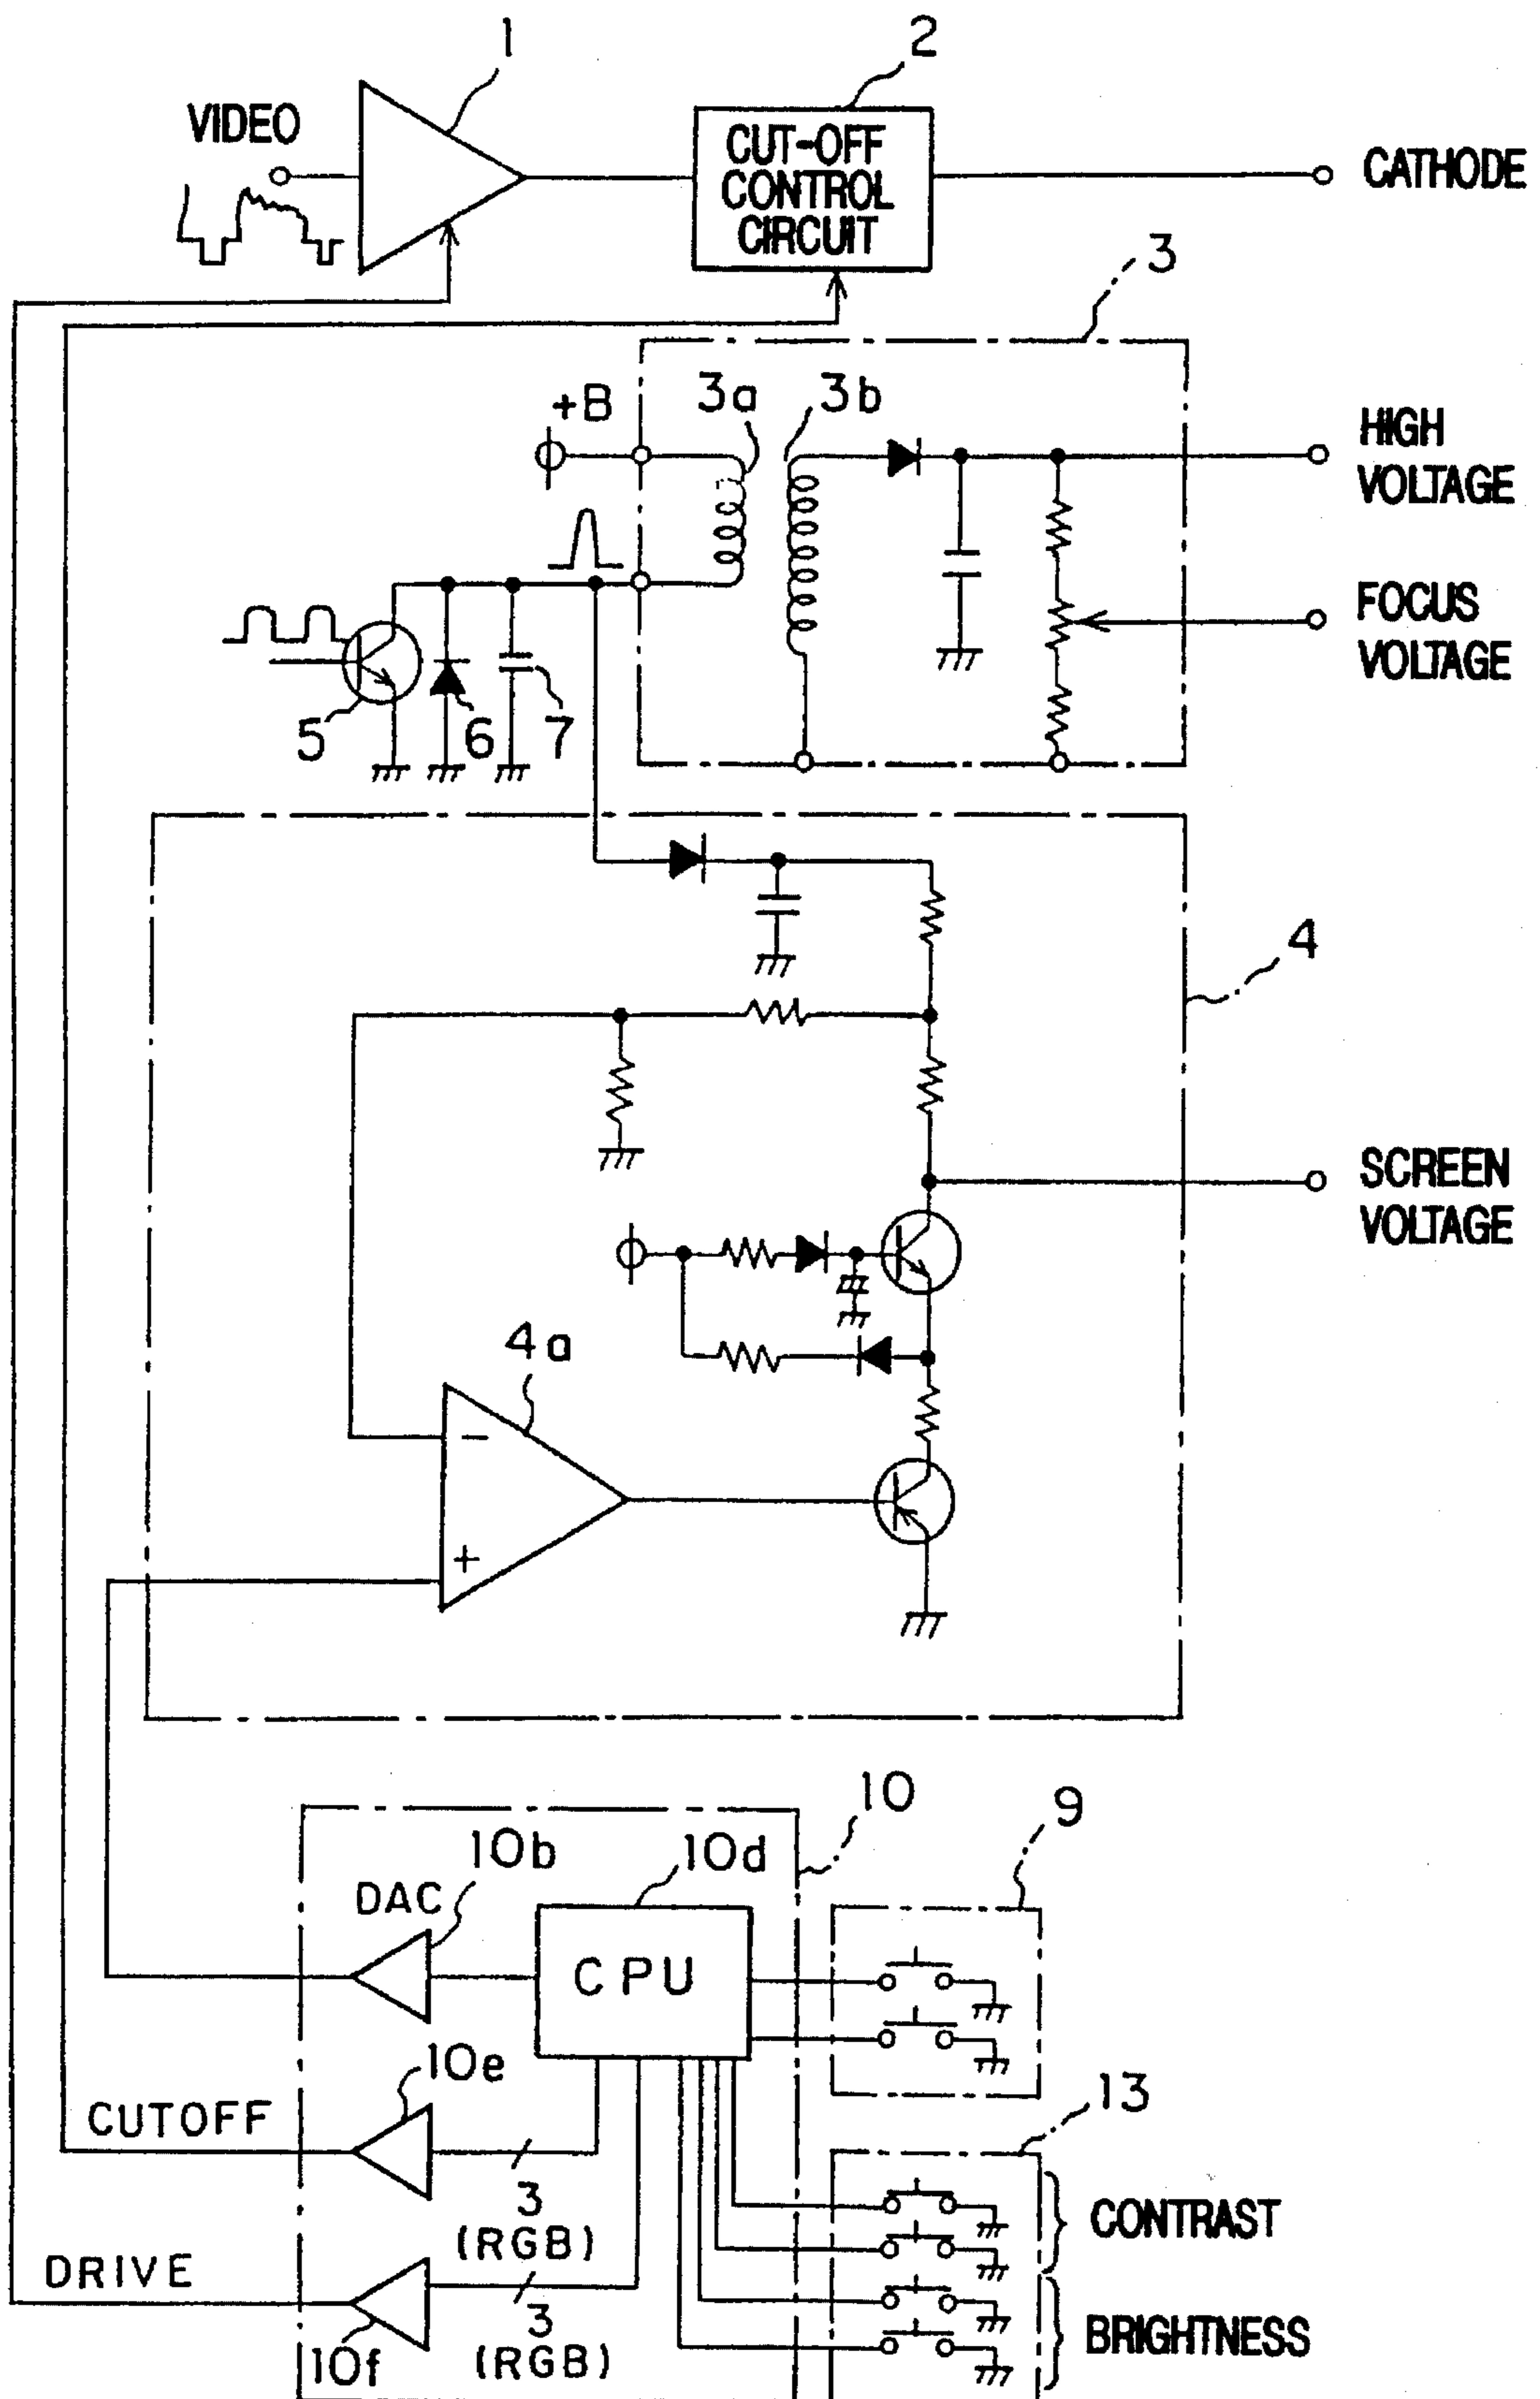 1
2
VIDEO
CUT-OFF
CONTROL
CIRCUIT
CATHODE
3
+B
3a
3b
HIGH
VOLTAGE
FOCUS
VOLTAGE
5
6
7
4
SCREEN
VOLTAGE
4a
−
+
10
9
10b
10d
DAC
CPU
10e
13
CUTOFF
3
(RGB)
CONTRAST
DRIVE
3
(RGB)
BRIGHTNESS
10f